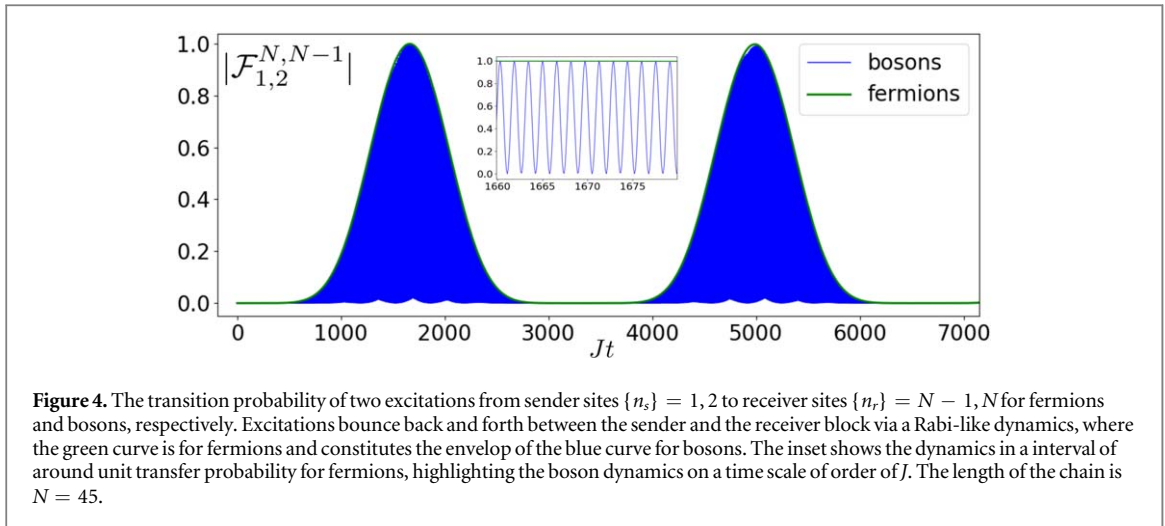 1.0
|ℱ_{1,2}^{N,N−1}|
0.8
0.6
0.4
0.2
0.0
0 1000 2000 3000 4000 5000 6000 7000
Jt
1.0
0.8
0.6
0.4
0.2
0.0
1660 1665 1670 1675
bosons
fermions
Figure 4. The transition probability of two excitations from sender sites {n_s} = 1, 2 to receiver sites {n_r} = N − 1, N for fermions
and bosons, respectively. Excitations bounce back and forth between the sender and the receiver block via a Rabi-like dynamics, where
the green curve is for fermions and constitutes the envelop of the blue curve for bosons. The inset shows the dynamics in a interval of
around unit transfer probability for fermions, highlighting the boson dynamics on a time scale of order of J. The length of the chain is
N = 45.